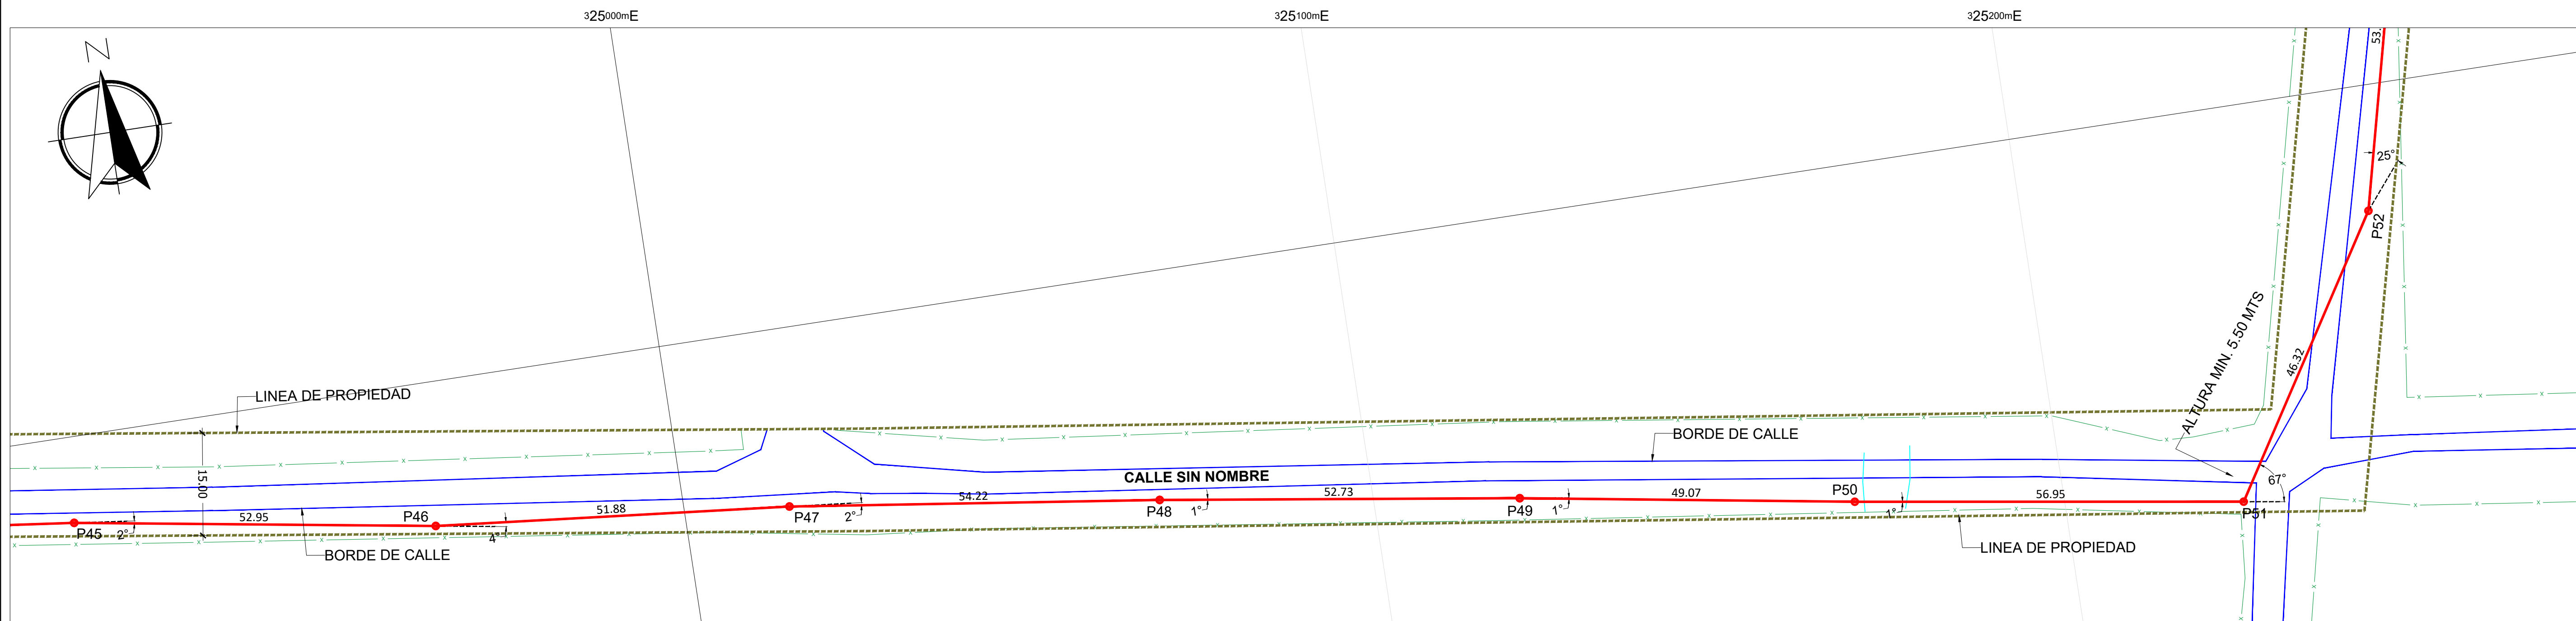 325000mE
325100mE
325200mE
N
53.
25°
P52
ALTURA MIN. 5.50 MTS
46.32
LINEA DE PROPIEDAD
15.00
BORDE DE CALLE
CALLE SIN NOMBRE
67°
P45
2°
52.95
P46
4°
51.88
P47
2°
54.22
P48
1°
52.73
P49
1°
49.07
P50
1°
56.95
P51
BORDE DE CALLE
LINEA DE PROPIEDAD